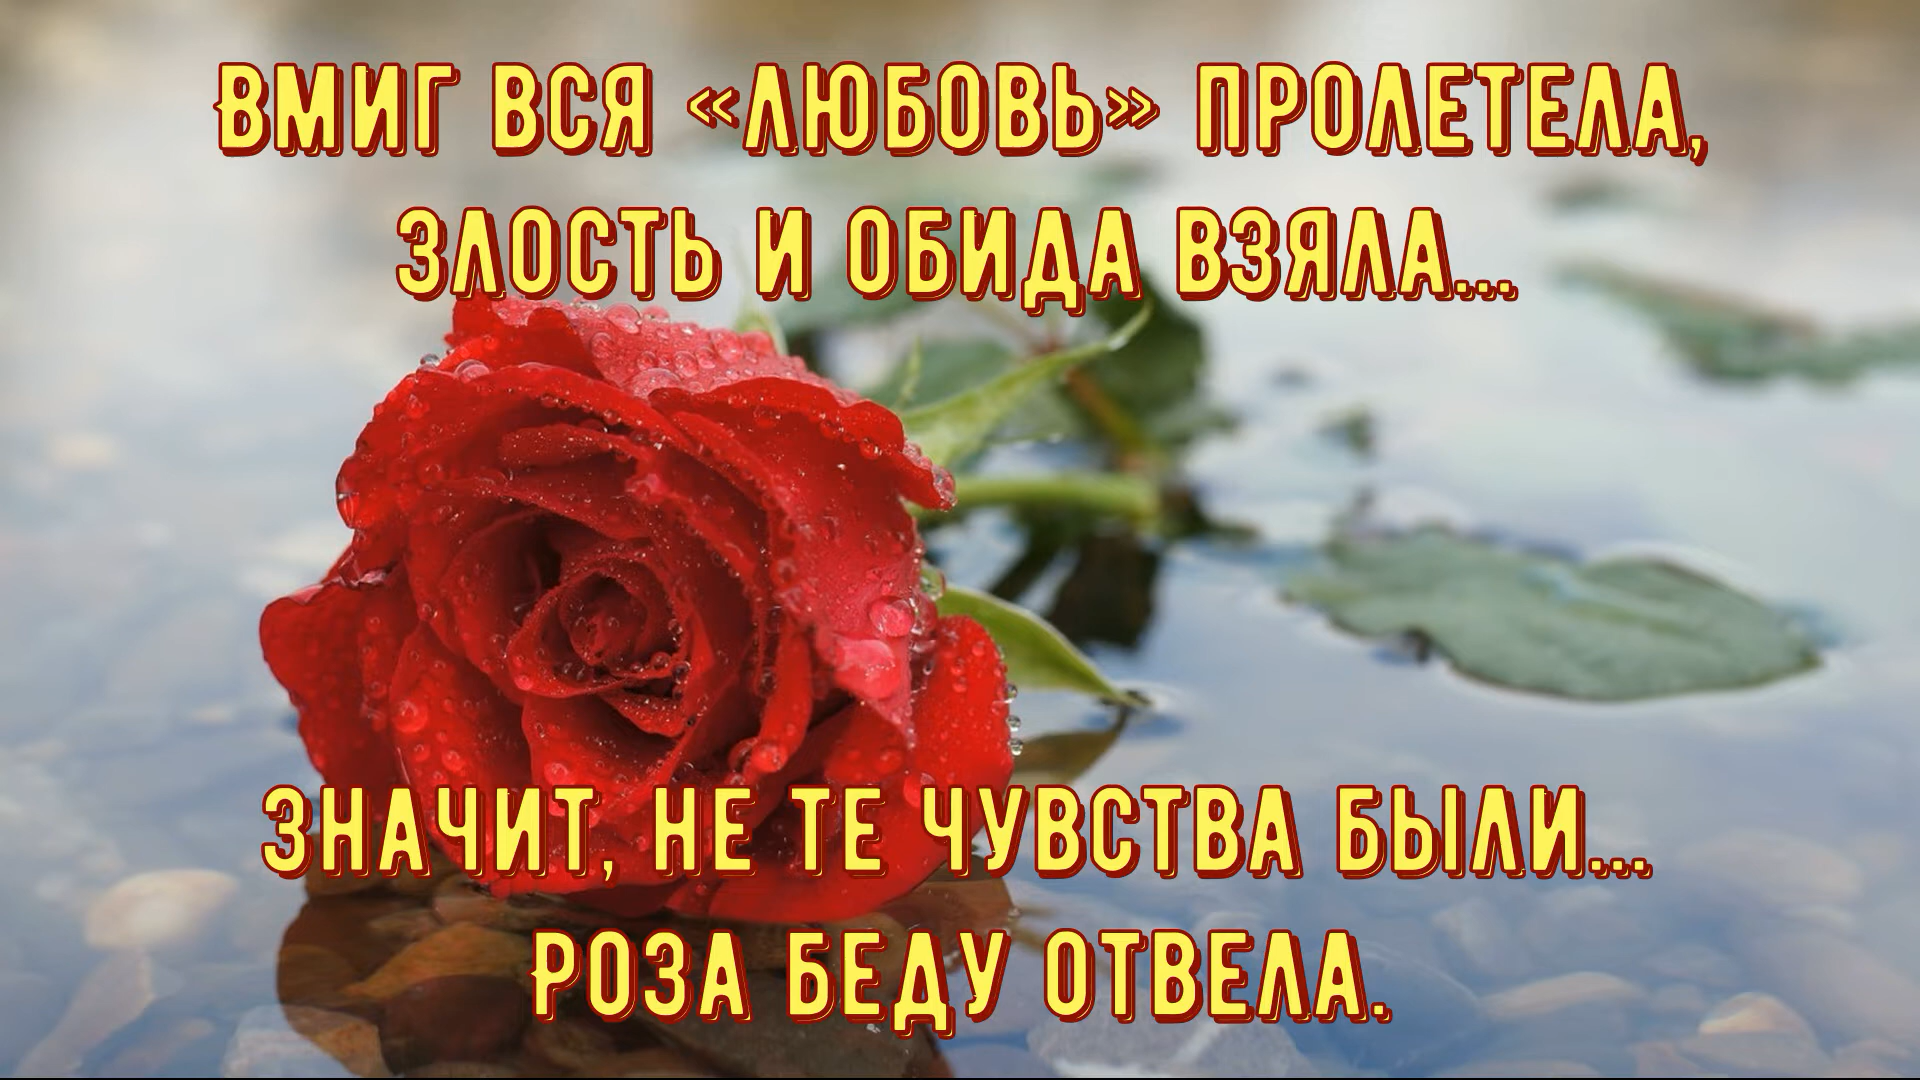 Вмиг вся «любовь» пролетела,
злость и обида взяла...
значит, не те чувства были...
Роза беду отвела.